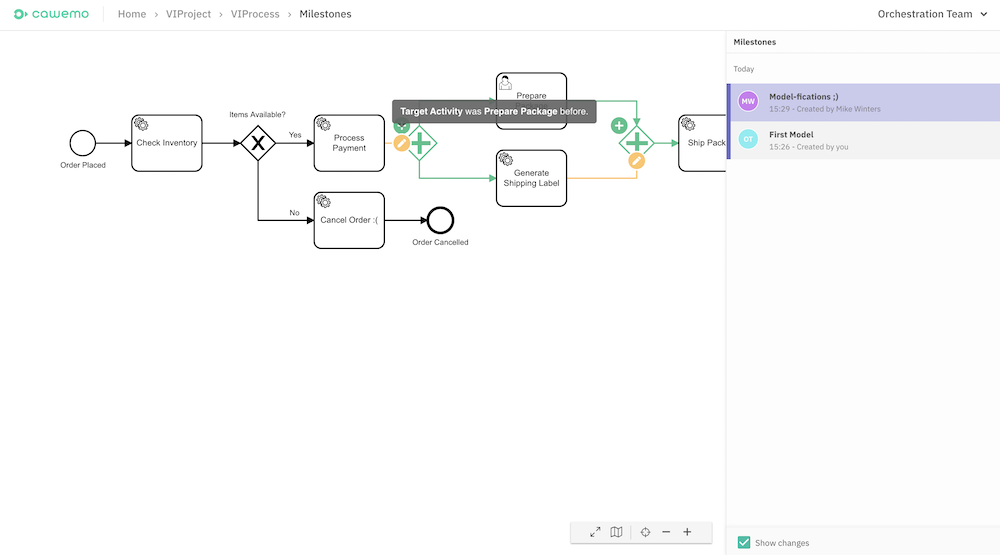 cawemo
Home › VIProject › VIProcess › Milestones
Orchestration Team
Milestones
Today
MW
Model-fications ;)
15:29 - Created by Mike Winters
OT
First Model
15:26 - Created by you
Prepare
Target Activity was Prepare Package before.
Items Available?
Check Inventory
X
Yes
Process
Payment
Ship Pack
Order Placed
Generate
Shipping Label
No
Cancel Order :(
Order Cancelled
Show changes